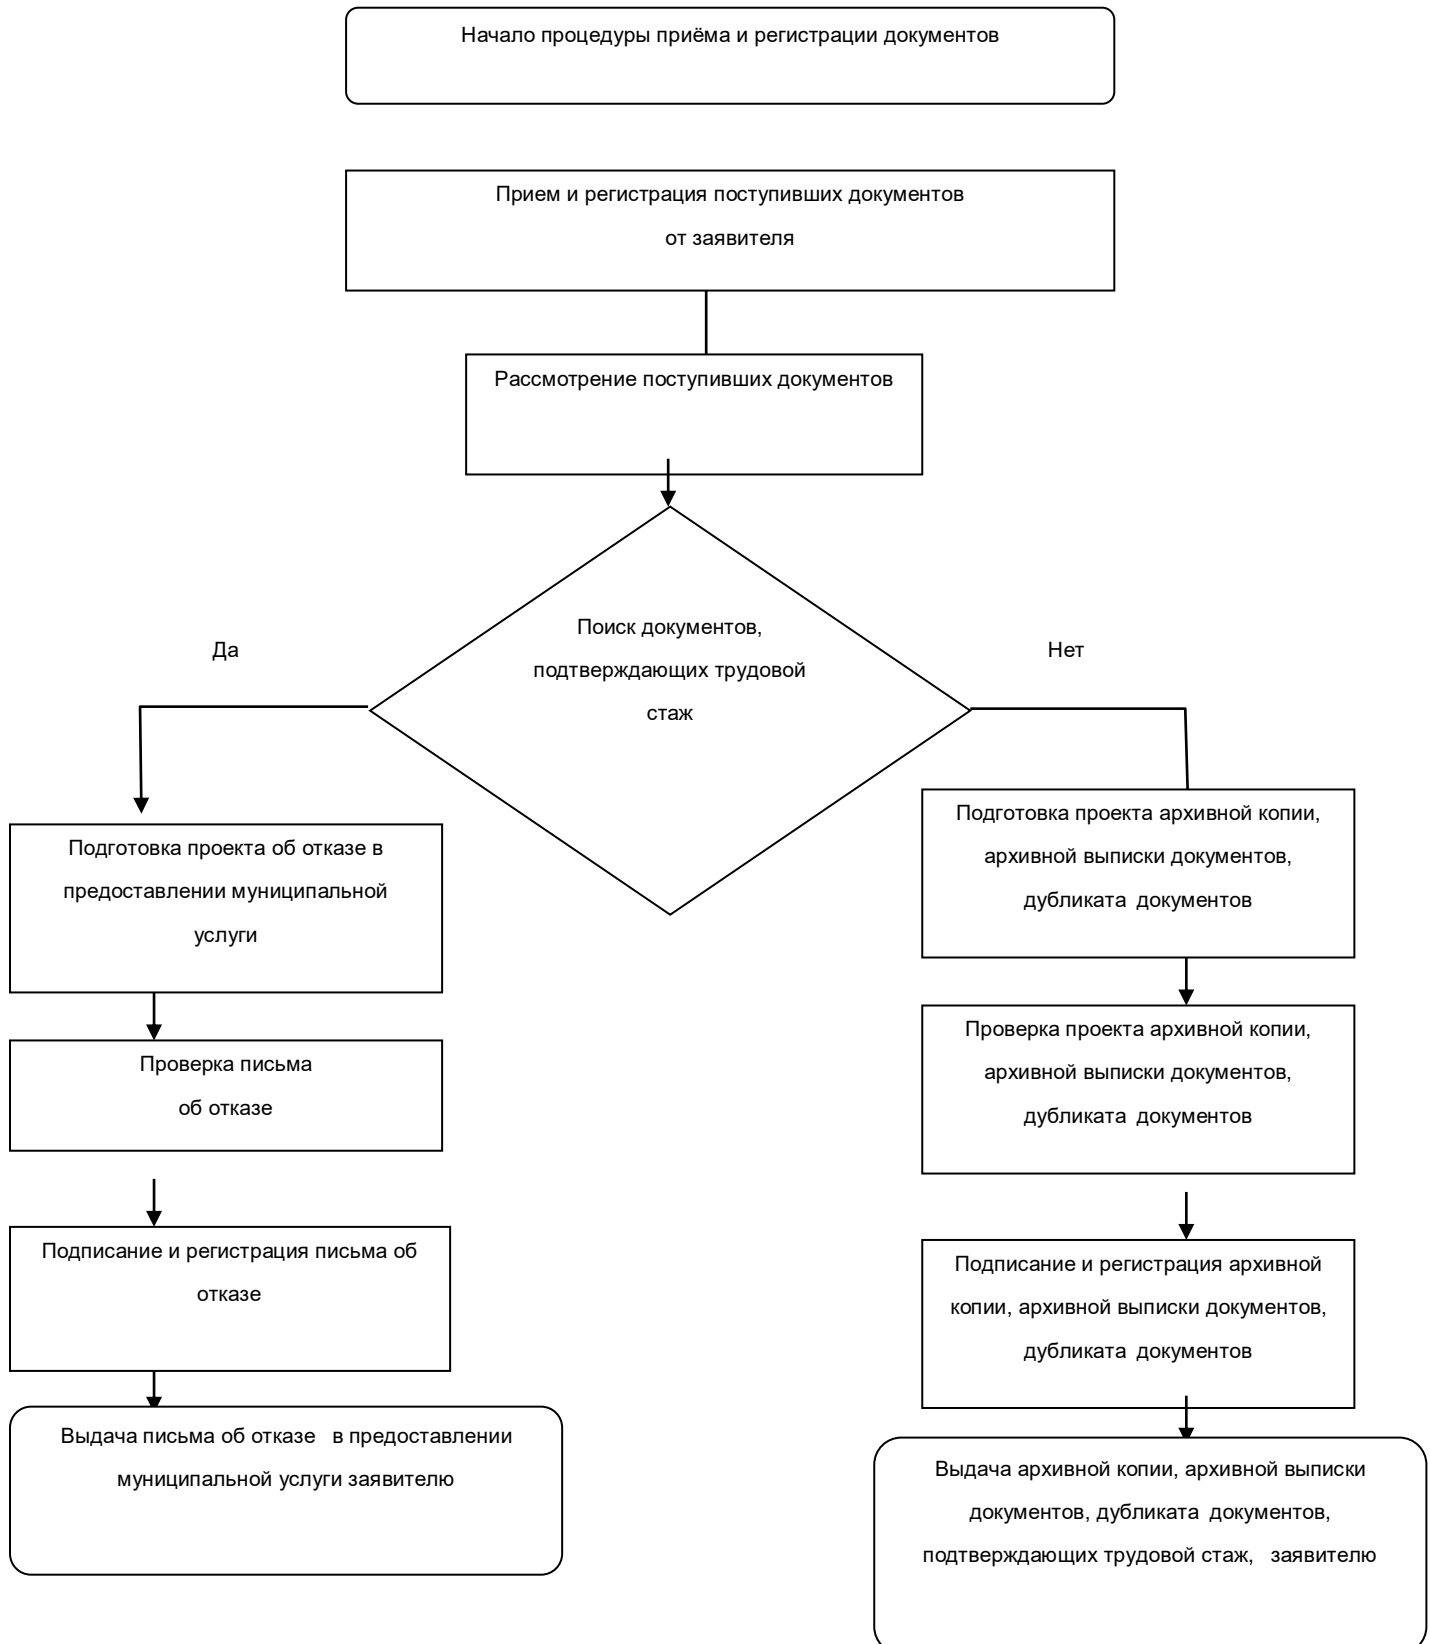 Начало процедуры приёма и регистрации документов
Прием и регистрация поступивших документов
от заявителя
Рассмотрение поступивших документов
Поиск документов,
подтверждающих трудовой
стаж
Да
Нет
Подготовка проекта об отказе в
предоставлении муниципальной
услуги
Проверка письма
об отказе
Подписание и регистрация письма об
отказе
Выдача письма об отказе в предоставлении
муниципальной услуги заявителю
Подготовка проекта архивной копии,
архивной выписки документов,
дубликата документов
Проверка проекта архивной копии,
архивной выписки документов,
дубликата документов
Подписание и регистрация архивной
копии, архивной выписки документов,
дубликата документов
Выдача архивной копии, архивной выписки
документов, дубликата документов,
подтверждающих трудовой стаж, заявителю